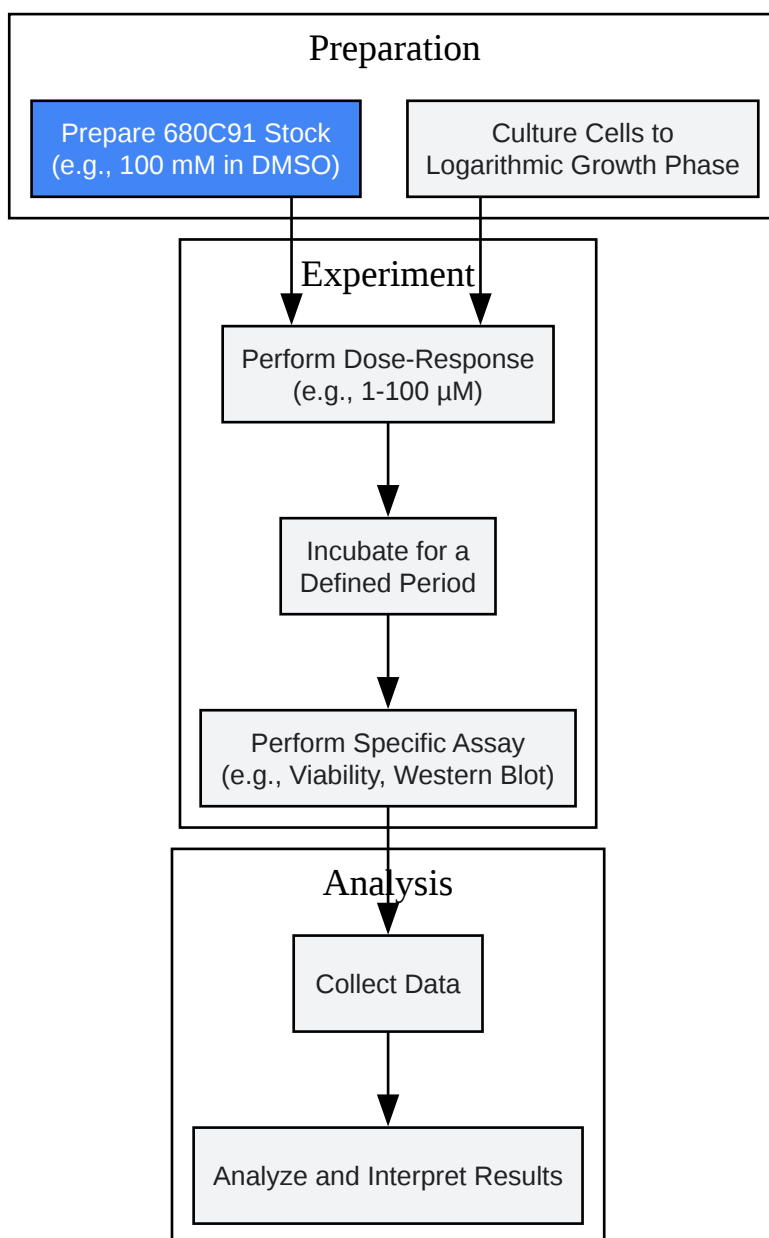 Preparation
Prepare 680C91 Stock
(e.g., 100 mM in DMSO)
Culture Cells to
Logarithmic Growth Phase
Experiment
Perform Dose-Response
(e.g., 1-100 µM)
Incubate for a
Defined Period
Perform Specific Assay
(e.g., Viability, Western Blot)
Analysis
Collect Data
Analyze and Interpret Results